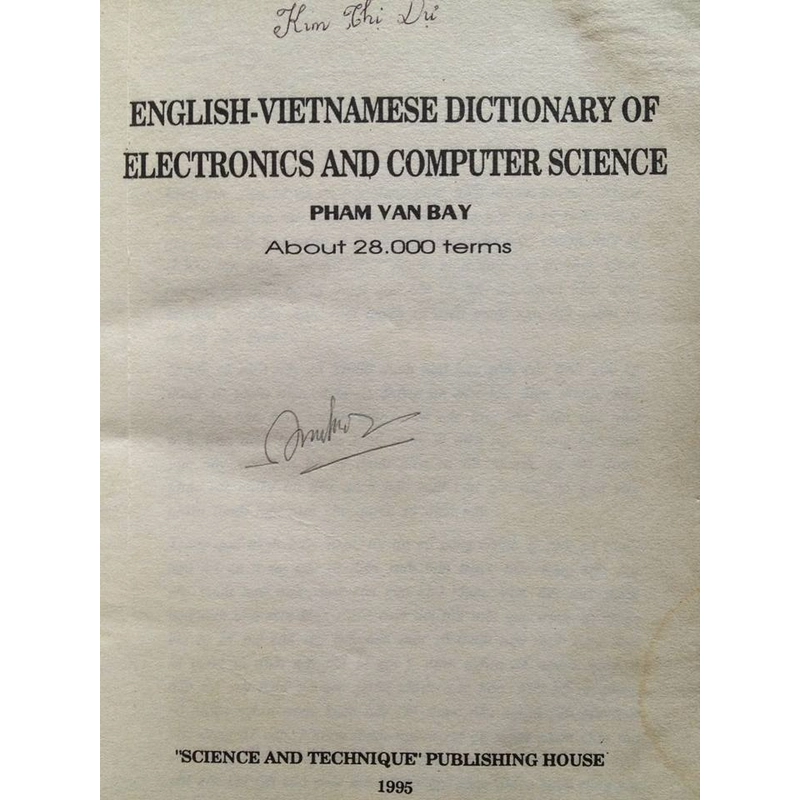 Kim Thị Dự
ENGLISH-VIETNAMESE DICTIONARY OF
ELECTRONICS AND COMPUTER SCIENCE
PHAM VAN BAY
About 28.000 terms
"SCIENCE AND TECHNIQUE" PUBLISHING HOUSE
1995